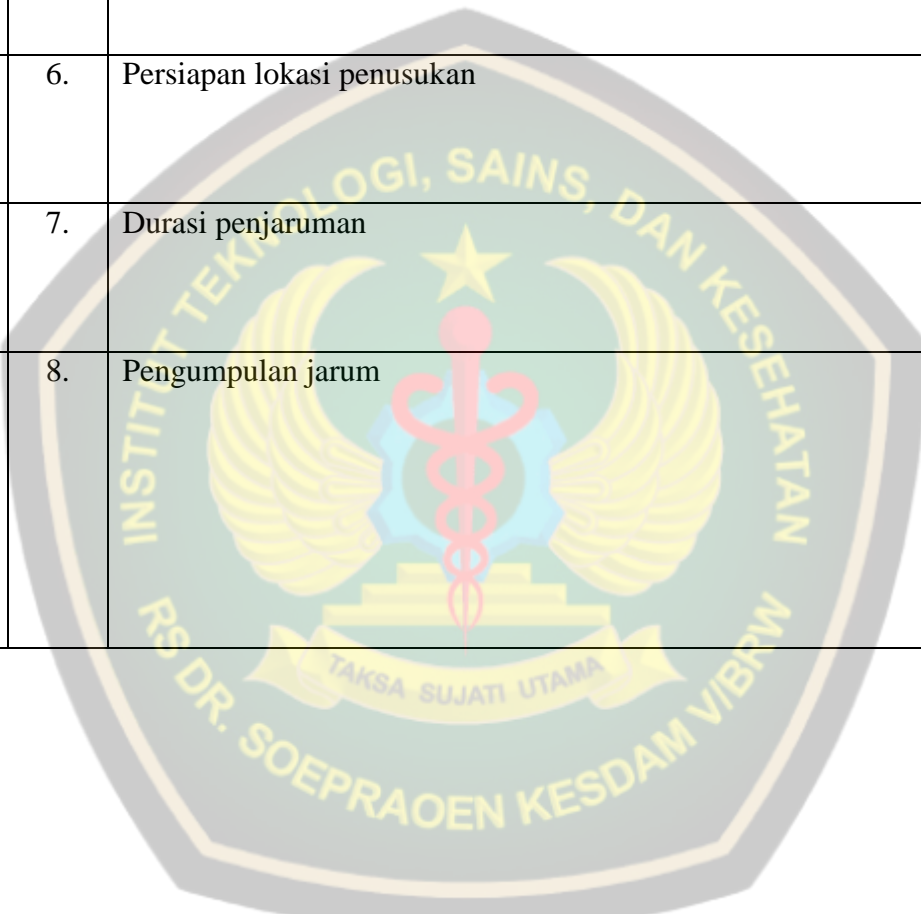 6. Persiapan lokasi penusukan
7. Durasi penjaruman
8. Pengumpulan jarum
INSTITUT TEKNOLOGI, SAINS, DAN KESEHATAN
TAKSA SUJATI UTAMA
RS DR. SOEPRAOEN KESDAM V/BRW